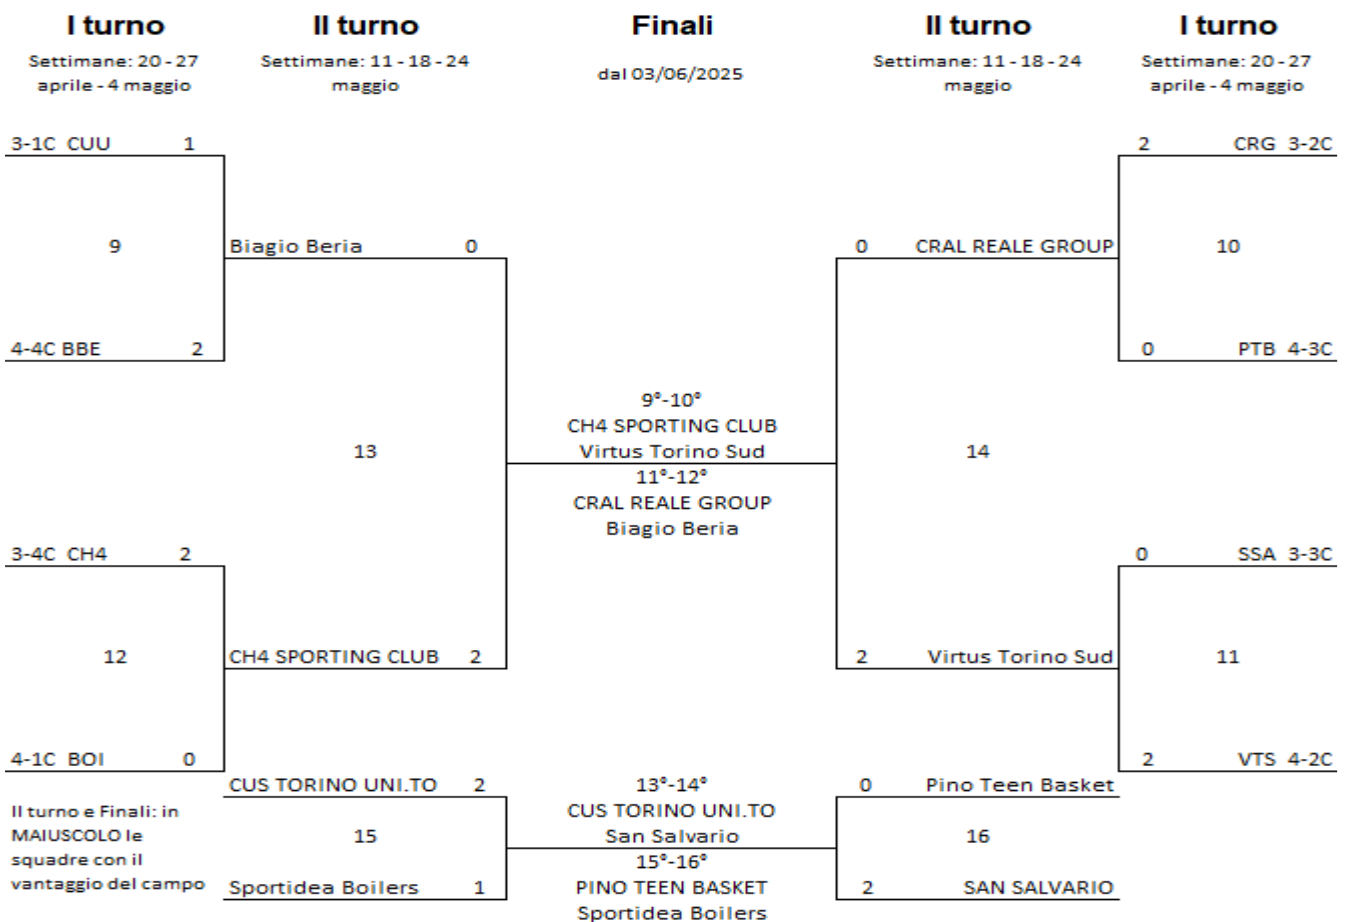 I turno
II turno
Finali
II turno
I turno
Settimane: 20 - 27
aprile - 4 maggio
Settimane: 11 - 18 - 24
maggio
dal 03/06/2025
Settimane: 11 - 18 - 24
maggio
Settimane: 20 - 27
aprile - 4 maggio
3-1C CUU 1
2 CRG 3-2C
9
Biagio Beria 0
0 CRAL REALE GROUP
10
4-4C BBE 2
0 PTB 4-3C
9°-10°
CH4 SPORTING CLUB
13
Virtus Torino Sud
14
11°-12°
CRAL REALE GROUP
Biagio Beria
3-4C CH4 2
0 SSA 3-3C
12
CH4 SPORTING CLUB 2
2 Virtus Torino Sud
11
4-1C BOI 0
2 VTS 4-2C
CUS TORINO UNI.TO 2
13°-14°
0 Pino Teen Basket
II turno e Finali: in
MAIUSCOLO le
squadre con il
vantaggio del campo
CUS TORINO UNI.TO
15
San Salvario
16
15°-16°
Sportidea Boilers 1
PINO TEEN BASKET
2 SAN SALVARIO
Sportidea Boilers